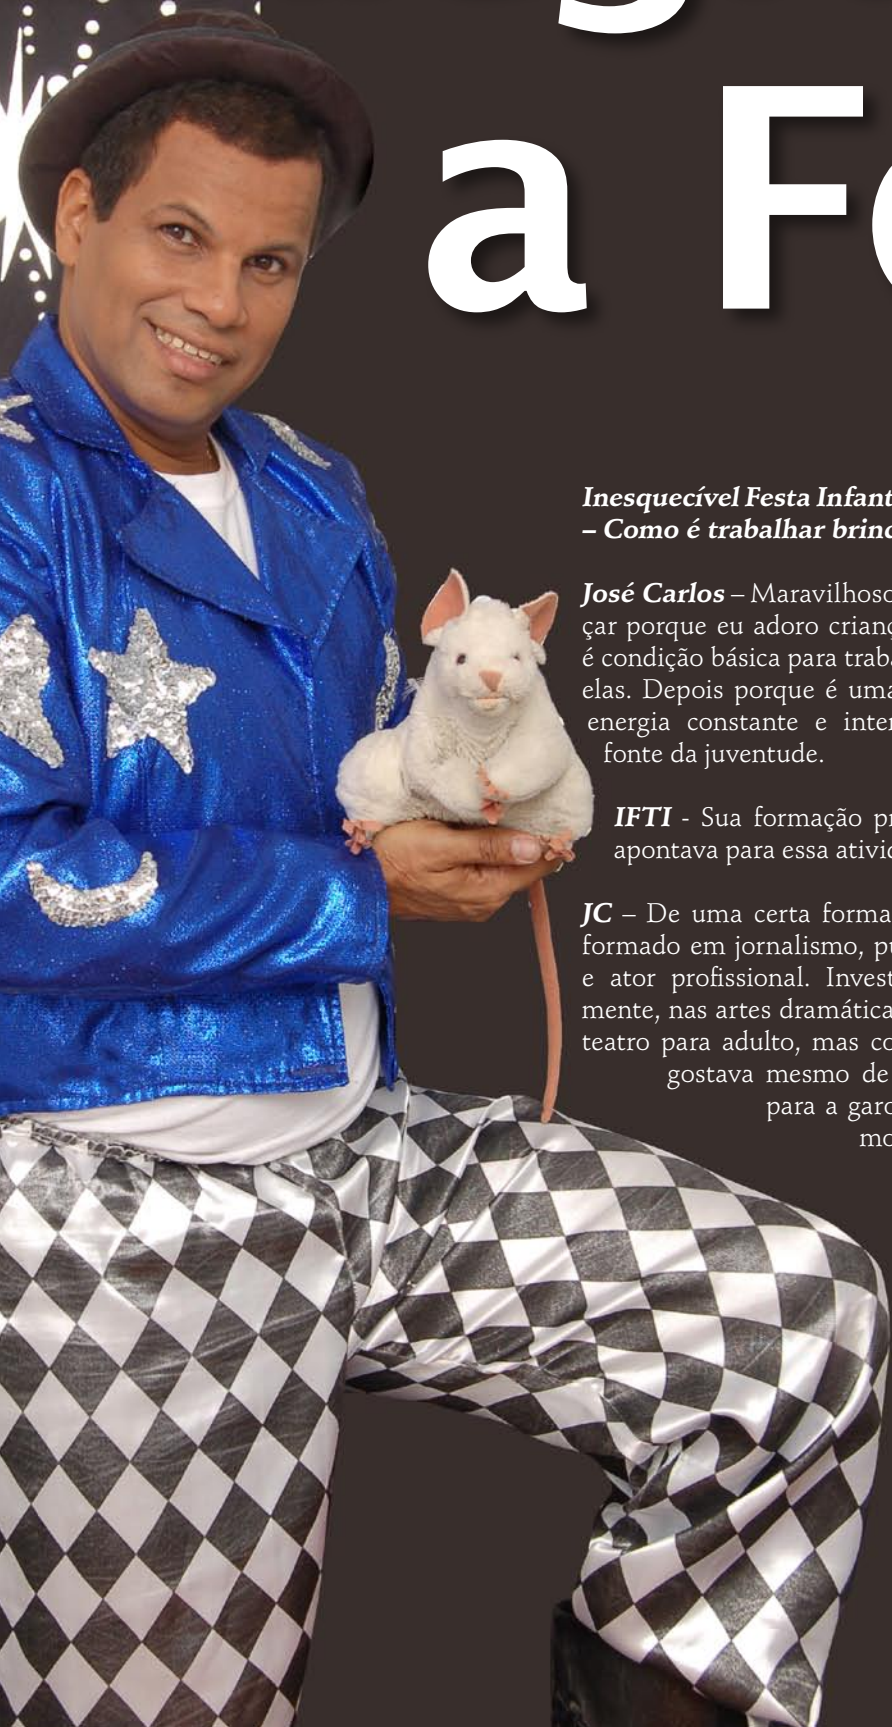 a F
Inesquecível Festa Infant
– Como é trabalhar brinc
José Carlos – Maravilhoso
çar porque eu adoro crianç
é condição básica para traba
elas. Depois porque é uma
energia constante e inter
fonte da juventude.
IFTI - Sua formação pr
apontava para essa ativid
JC – De uma certa forma
formado em jornalismo, pu
e ator profissional. Invest
mente, nas artes dramática
teatro para adulto, mas co
gostava mesmo de
para a garo
mo